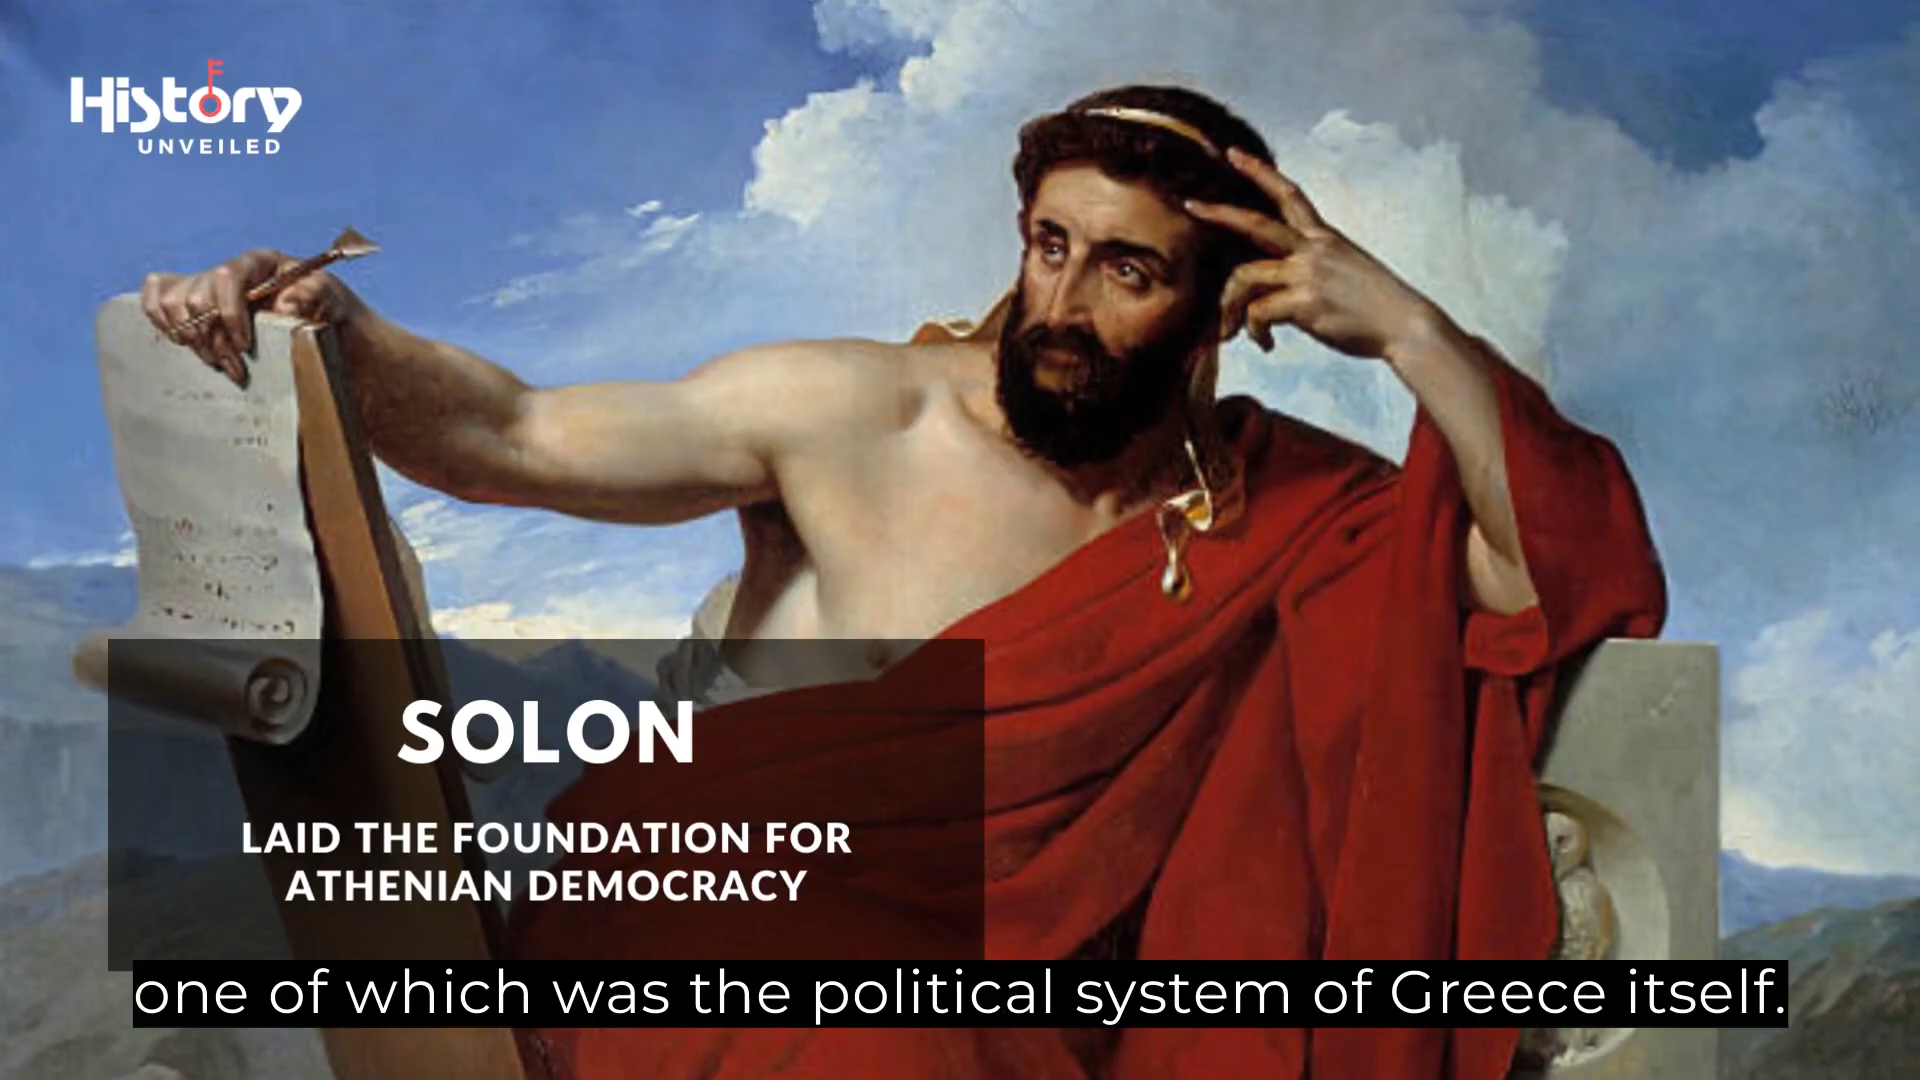 History
UNVEILED
SOLON
LAID THE FOUNDATION FOR
ATHENIAN DEMOCRACY
one of which was the political system of Greece itself.